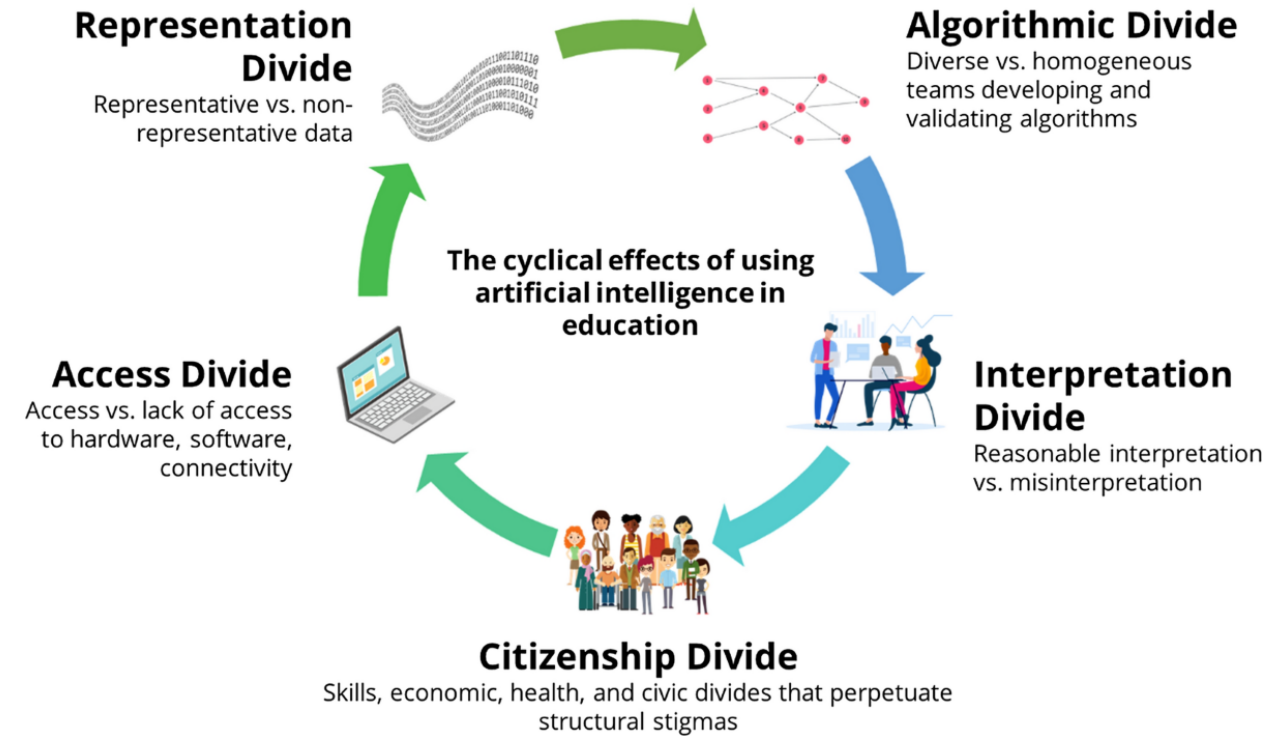 Representation
Divide
Representative vs. non-
representative data
Algorithmic Divide
Diverse vs. homogeneous
teams developing and
validating algorithms
The cyclical effects of using
artificial intelligence in
education
Access Divide
Access vs. lack of access
to hardware, software,
connectivity
Interpretation
Divide
Reasonable interpretation
vs. misinterpretation
Citizenship Divide
Skills, economic, health, and civic divides that perpetuate
structural stigmas